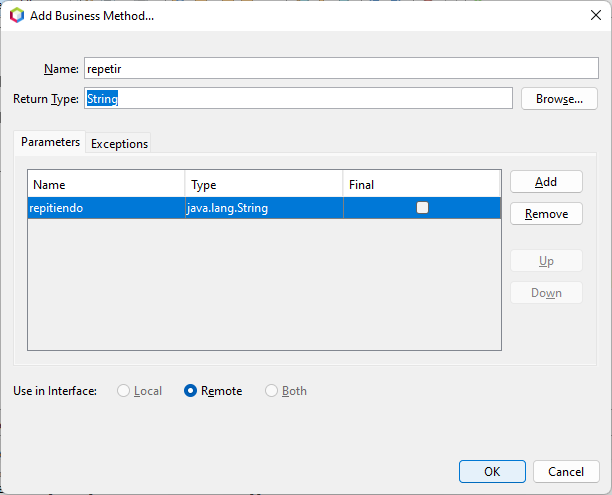 Add Business Method...
Name: repetir
Return Type: String Browse...
Parameters Exceptions
Name Type Final Add
repitiendo java.lang.String Remove
Up
Down
Use in Interface: Local Remote Both
OK Cancel